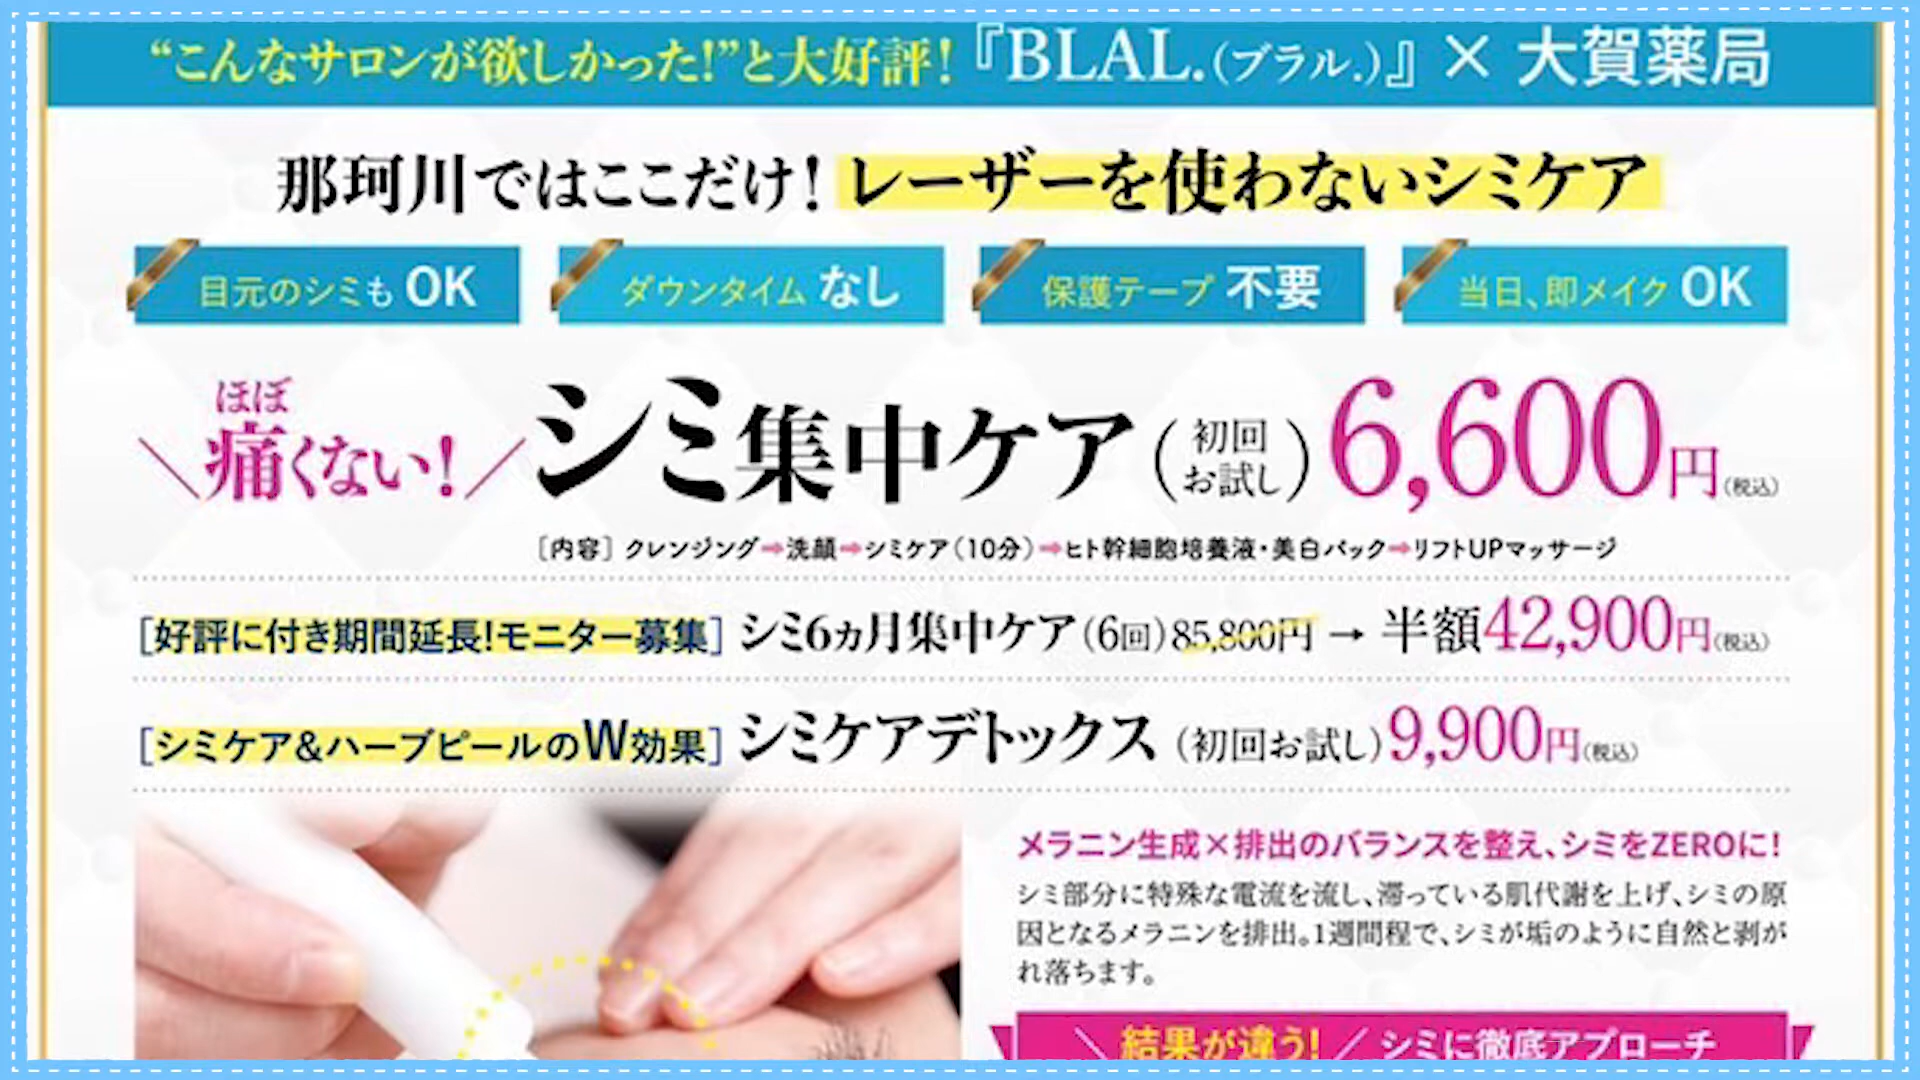 “こんなサロンが欲しかった!”と大好評!『BLAL.(ブラル.)』× 大賀薬局
那珂川ではここだけ!レーザーを使わないシミケア
目元のシミも OK
ダウンタイム なし
保護テープ 不要
当日、即メイク OK
ほぼ
\痛くない!/ シミ集中ケア(初回お試し)6,600円(税込)
[内容] クレンジング➡洗顔➡シミケア(10分)➡ヒト幹細胞培養液・美白パック➡リフトUPマッサージ
[好評に付き期間延長!モニター募集] シミ6ヵ月集中ケア(6回)85,800円 → 半額42,900円(税込)
[シミケア&ハーブピールのW効果] シミケアデトックス (初回お試し)9,900円(税込)
メラニン生成×排出のバランスを整え、シミをZEROに!
シミ部分に特殊な電流を流し、滞っている肌代謝を上げ、シミの原
因となるメラニンを排出。1週間程で、シミが垢のように自然と剥が
れ落ちます。
\ 結果が違う! / シミに徹底アプローチ